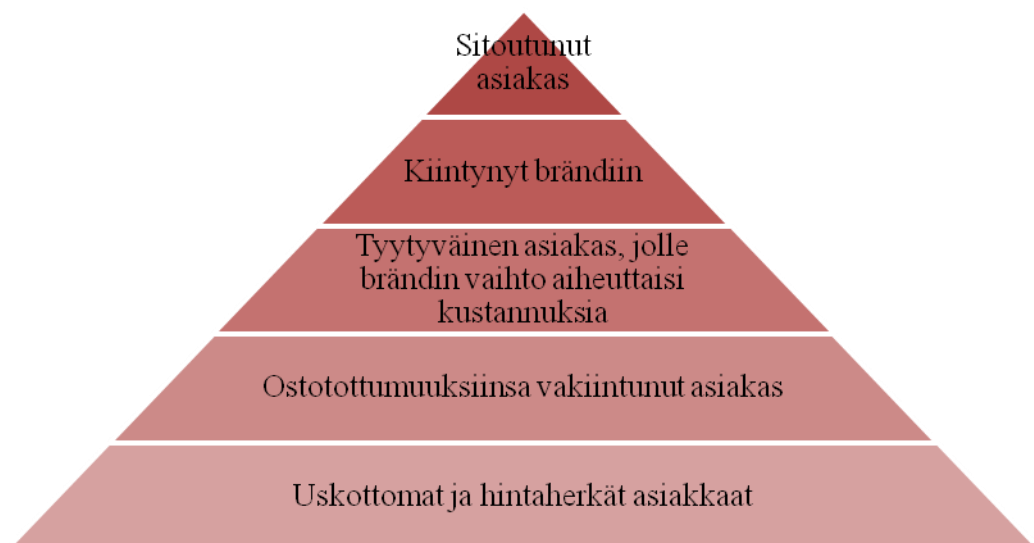 Sitoutunut
asiakas
Kiintynyt brändiin
Tyytyväinen asiakas, jolle
brändin vaihto aiheuttaisi
kustannuksia
Ostotottumuuksiinsa vakiintunut asiakas
Uskottomat ja hintaherkät asiakkaat